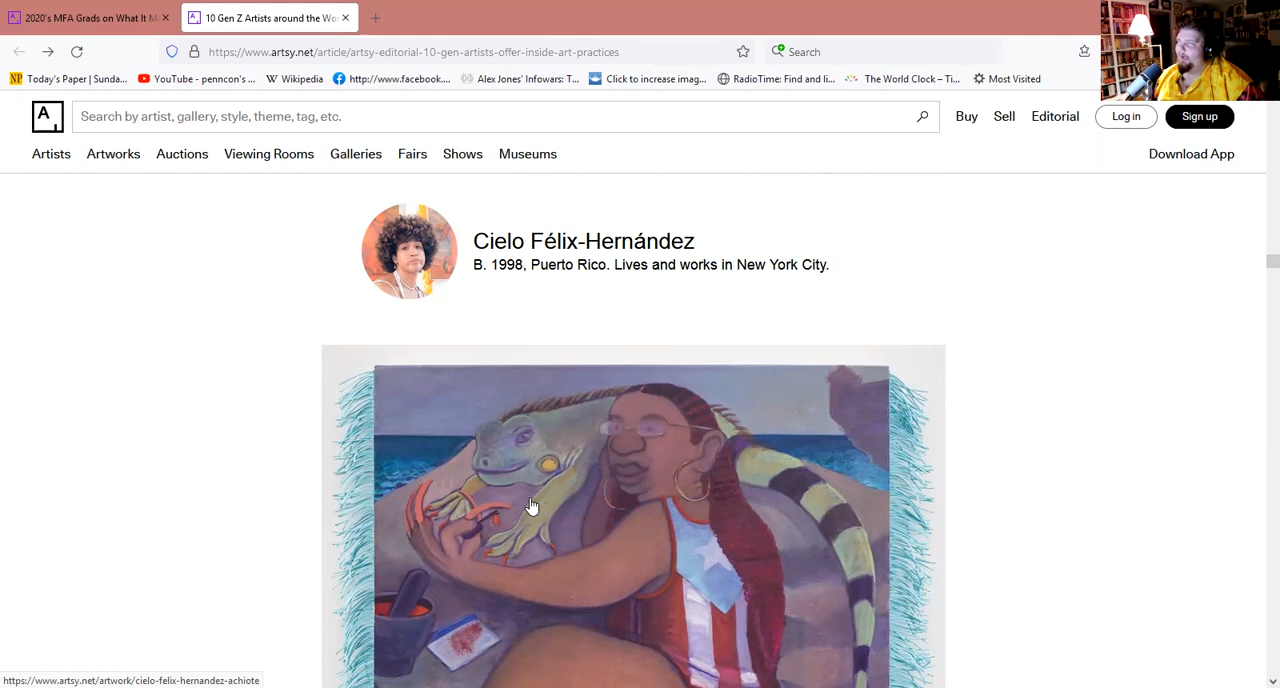 2020's MFA Grads on What It M
10 Gen Z Artists around the Wo
https://www.artsy.net/article/artsy-editorial-10-gen-artists-offer-inside-art-practices
Search
Today's Paper | Sunda...
YouTube - penncon's ...
Wikipedia
http://www.facebook....
Alex Jones' Infowars: T...
Click to increase imag...
RadioTime: Find and li...
The World Clock – Ti...
Most Visited
A
Search by artist, gallery, style, theme, tag, etc.
Buy
Sell
Editorial
Log in
Sign up
Artists
Artworks
Auctions
Viewing Rooms
Galleries
Fairs
Shows
Museums
Download App
Cielo Félix-Hernández
B. 1998, Puerto Rico. Lives and works in New York City.
https://www.artsy.net/artwork/cielo-felix-hernandez-achiote